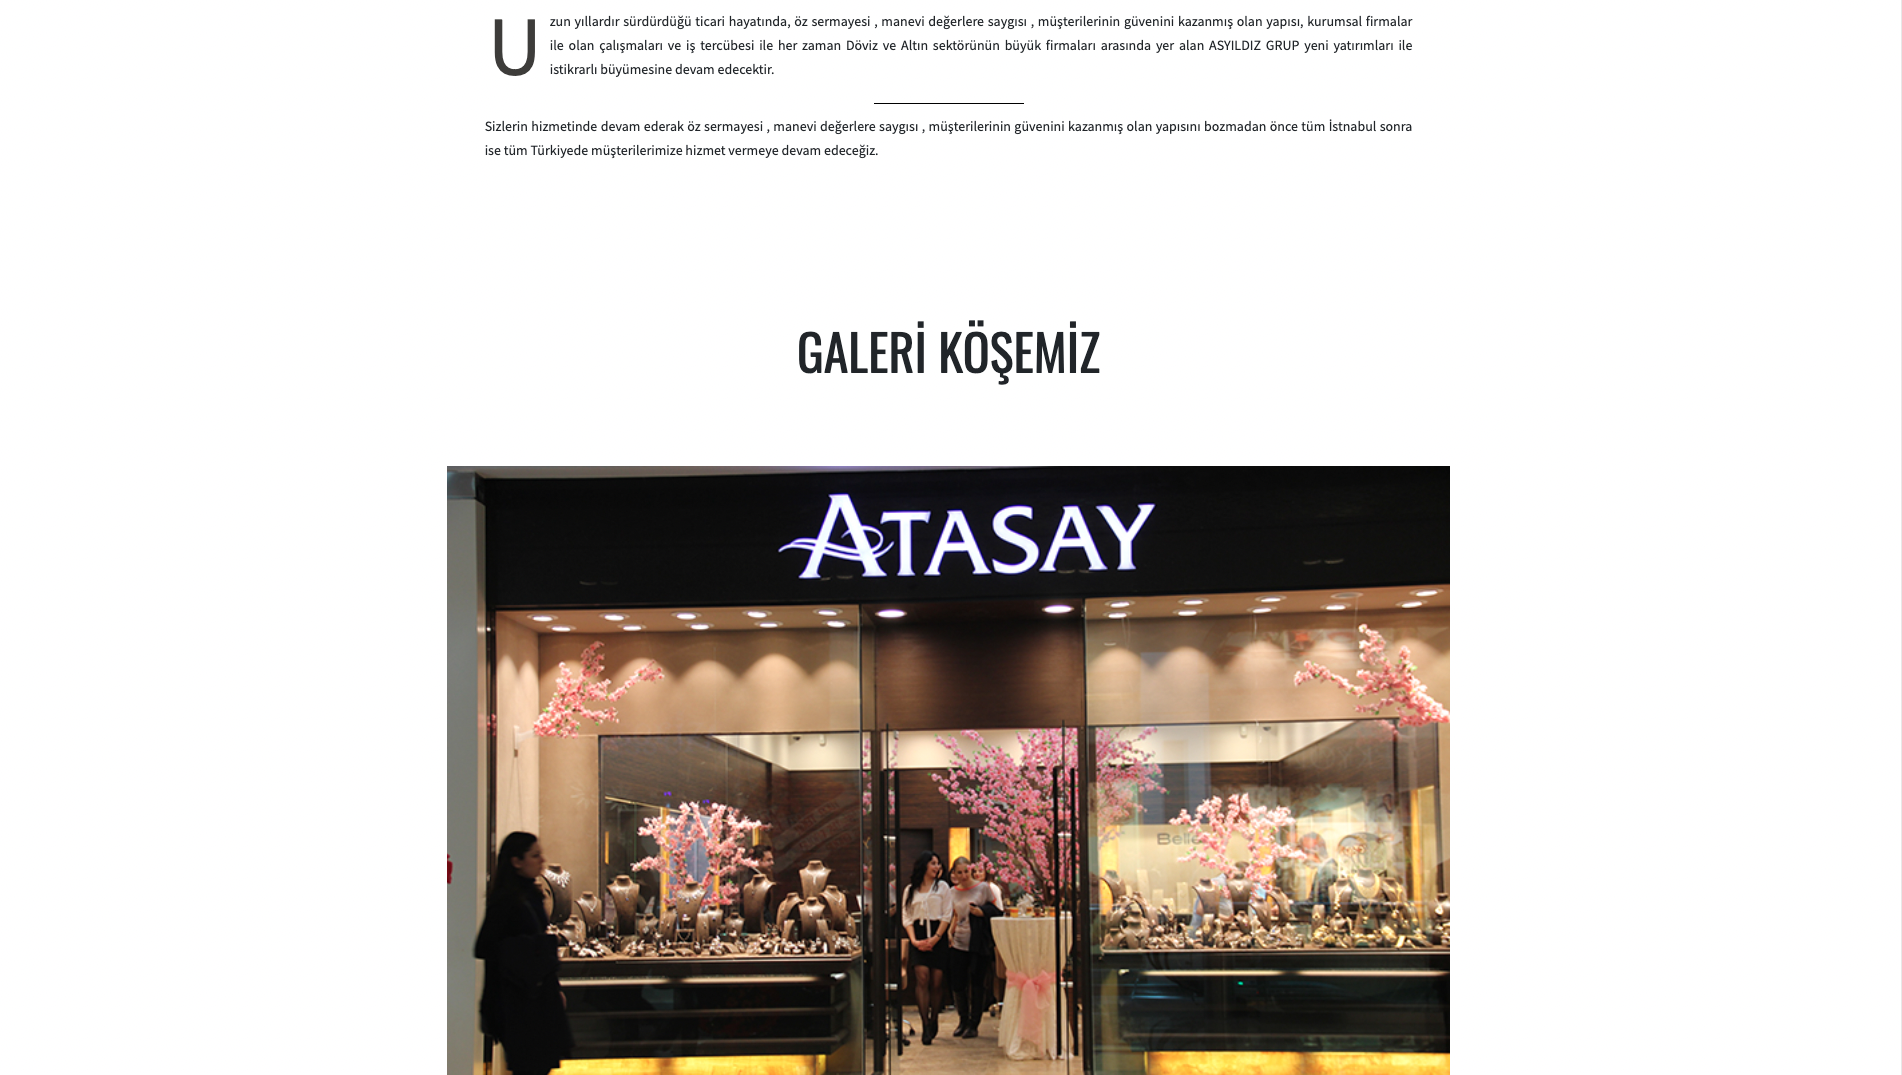 Uzun yıllardır sürdürdüğü ticari hayatında, öz sermayesi , manevi değerlere saygısı , müşterilerinin güvenini kazanmış olan yapısı, kurumsal firmalar
ile olan çalışmaları ve iş tercübesi ile her zaman Döviz ve Altın sektörünün büyük firmaları arasında yer alan ASYILDIZ GRUP yeni yatırımları ile
istikrarlı büyümesine devam edecektir.
Sizlerin hizmetinde devam ederak öz sermayesi , manevi değerlere saygısı , müşterilerinin güvenini kazanmış olan yapısını bozmadan önce tüm İstnabul sonra
ise tüm Türkiyede müşterilerimize hizmet vermeye devam edeceğiz.
GALERİ KÖŞEMİZ
ATASAY